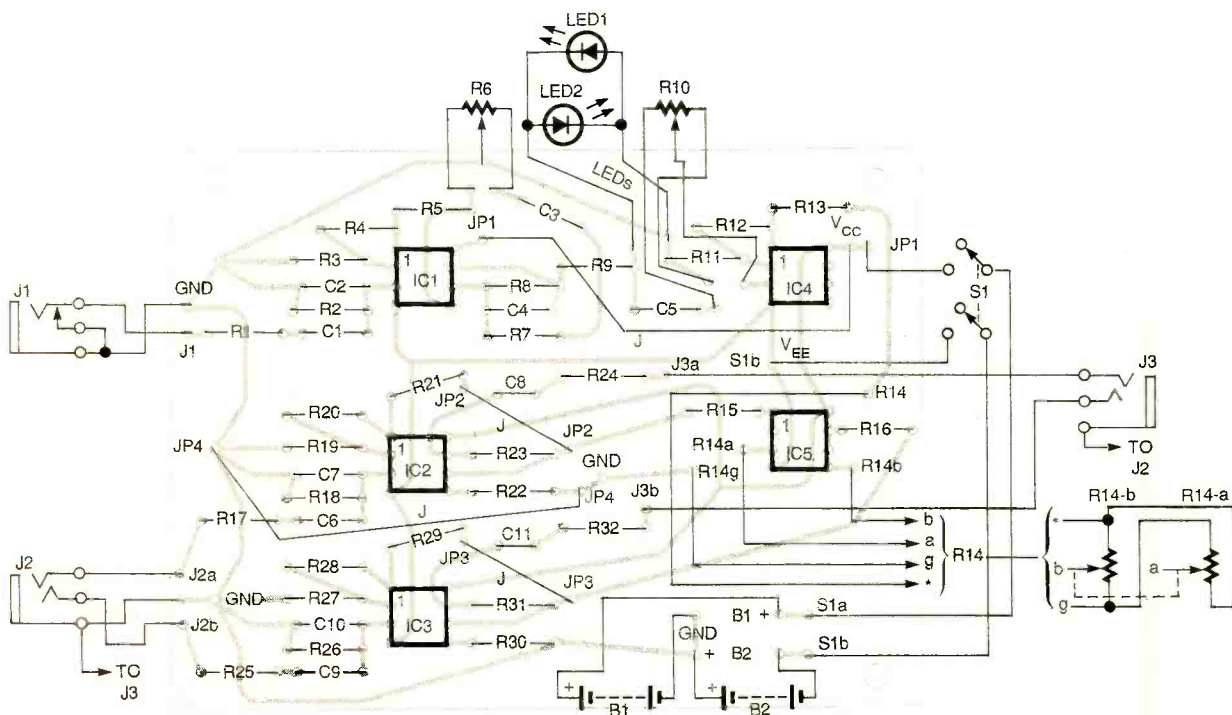 LED1
LED2
R6
R10
LEDs
R5
C3
R13
R4
JP1
R12
VCC
JP1
R3
1
IC1
R9
R11
1
IC4
S1
J1
GND
C2
R8
R2
C4
C5
J1
C1
R7
J
VEE
S1b
J3a
J3
R21
C8
R24
JP2
R14
R20
J
JP2
R15
1
R16
JP4
R19
1
IC2
R23
GND
R14a
IC5
TO
J2
C7
R14g
R14b
R18
R22
JP4
J3b
R14-b
R14-a
R17
C6
J
R29
C11
R32
b
a
g
*
R14
b
a
g
J2
J2a
R28
JP3
J
JP3
GND
R27
1
IC3
R31
B1 +
S1a
J2b
C10
GND
R26
R30
+
B2
S1b
TO
J3
R25
C9
+
B1
+
B2